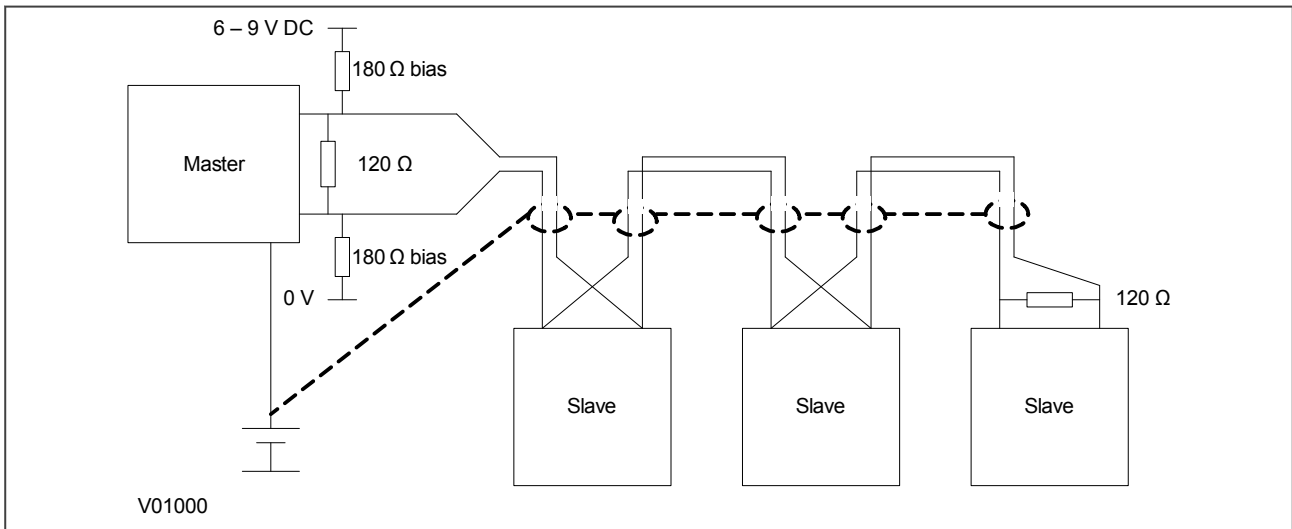 6 – 9 V DC
180 Ω bias
Master
120 Ω
180 Ω bias
0 V
120 Ω
Slave
Slave
Slave
V01000